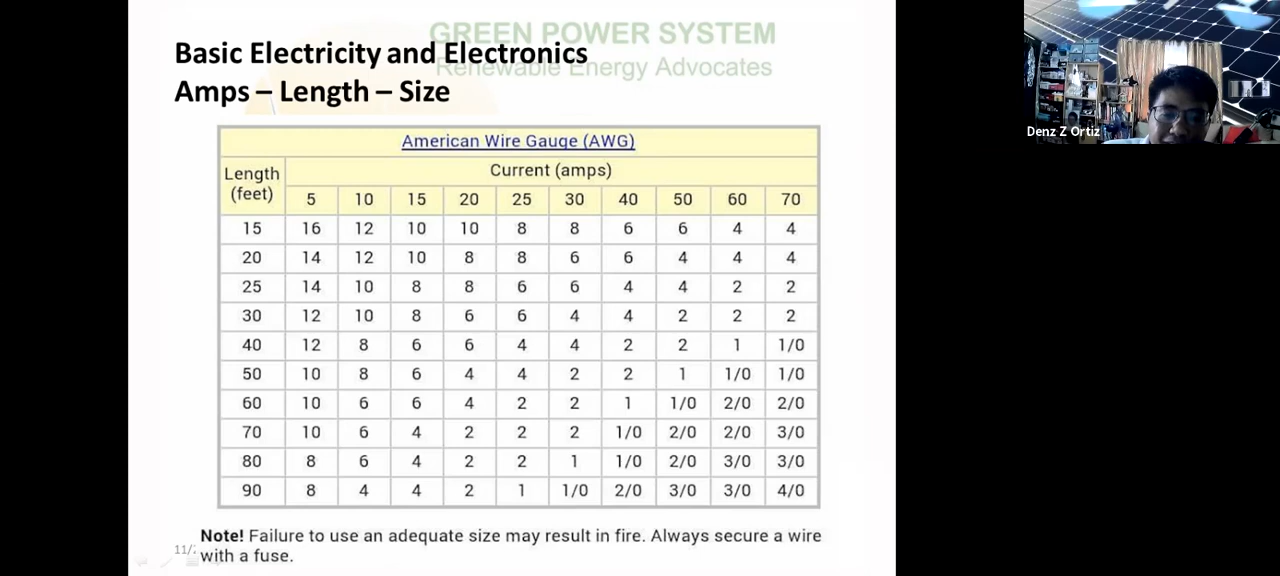 GREEN POWER SYSTEM
Renewable Energy Advocates
Basic Electricity and Electronics
Amps – Length – Size
American Wire Gauge (AWG)
Length (feet) Current (amps)
5 10 15 20 25 30 40 50 60 70
15 16 12 10 10 8 8 6 6 4 4
20 14 12 10 8 8 6 6 4 4 4
25 14 10 8 8 6 6 4 4 2 2
30 12 10 8 6 6 4 4 2 2 2
40 12 8 6 6 4 4 2 2 1 1/0
50 10 8 6 4 4 2 2 1 1/0 1/0
60 10 6 6 4 2 2 1 1/0 2/0 2/0
70 10 6 4 2 2 2 1/0 2/0 2/0 3/0
80 8 6 4 2 2 1 1/0 2/0 3/0 3/0
90 8 4 4 2 1 1/0 2/0 3/0 3/0 4/0
Note! Failure to use an adequate size may result in fire. Always secure a wire
with a fuse.
11/
Denz Z Ortiz